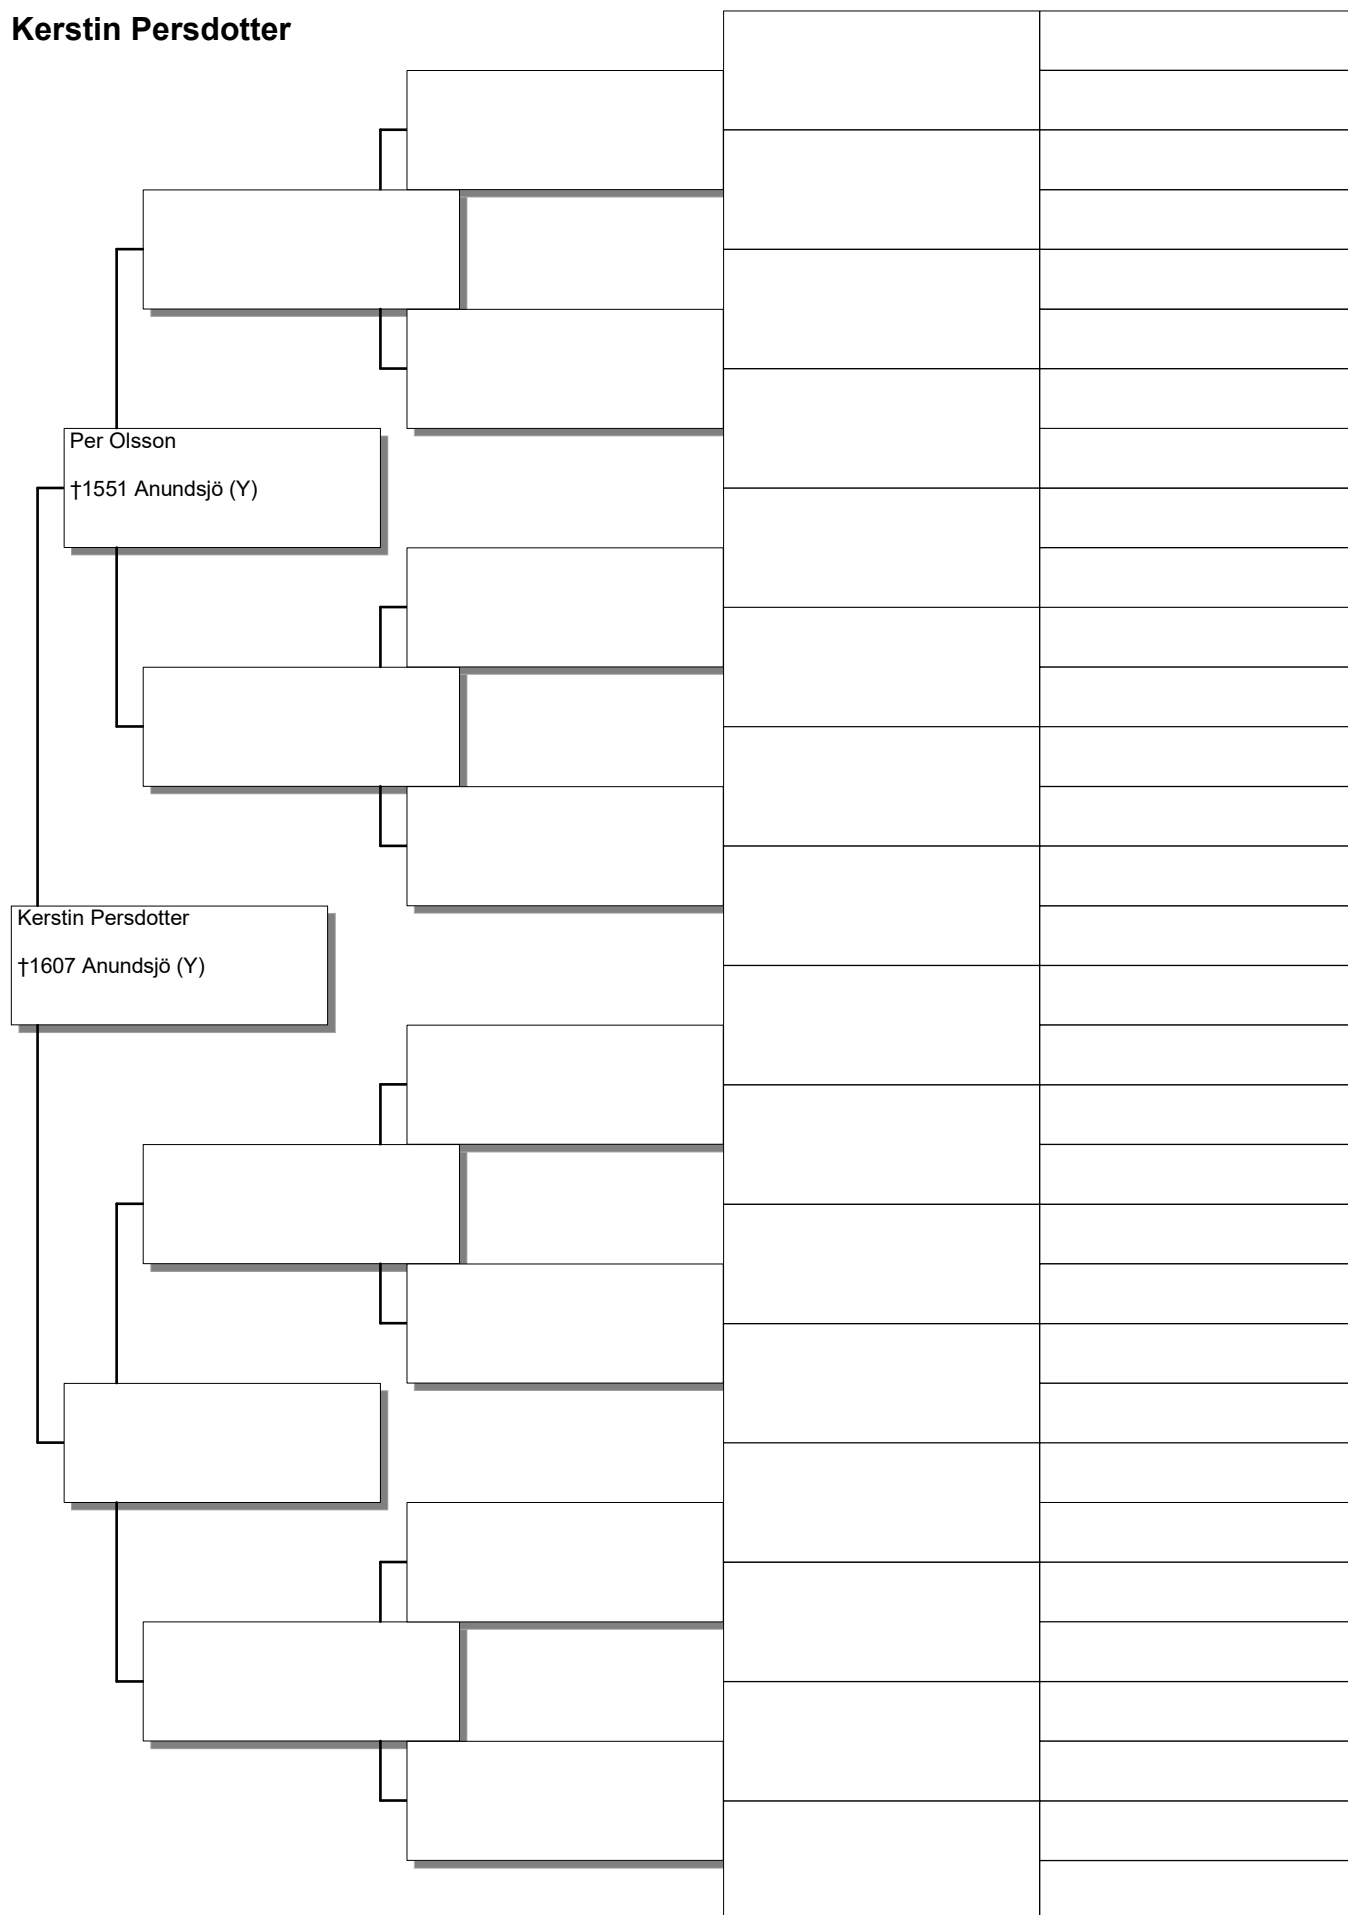 Kerstin Persdotter
Per Olsson
†1551 Anundsjö (Y)
Kerstin Persdotter
†1607 Anundsjö (Y)